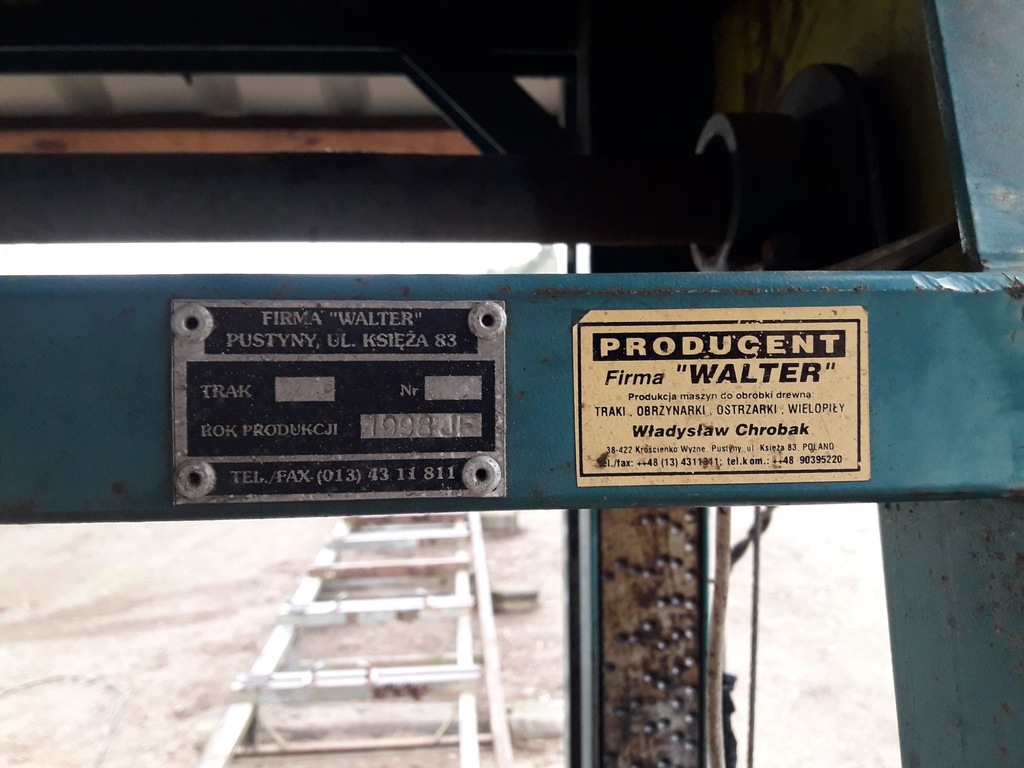 FIRMA "WALTER"
PUSTYNY, UL. KSIĘŻA 83
TRAK
Nr
ROK PRODUKCJI 1998
TEL./FAX-(013) 43 11 811
PRODUCENT
Firma "WALTER"
Produkcja maszyn do obróbki drewna:
TRAKI, OBRZYNARKI, OSTRZARKI, WIELOPIŁY
Władysław Chrobak
38-422 Krościenko Wyżne, Pustyny, ul. Księża 83, POLAND
tel./fax: ++48 (13) 4311811; tel.kom.: ++48 90395220